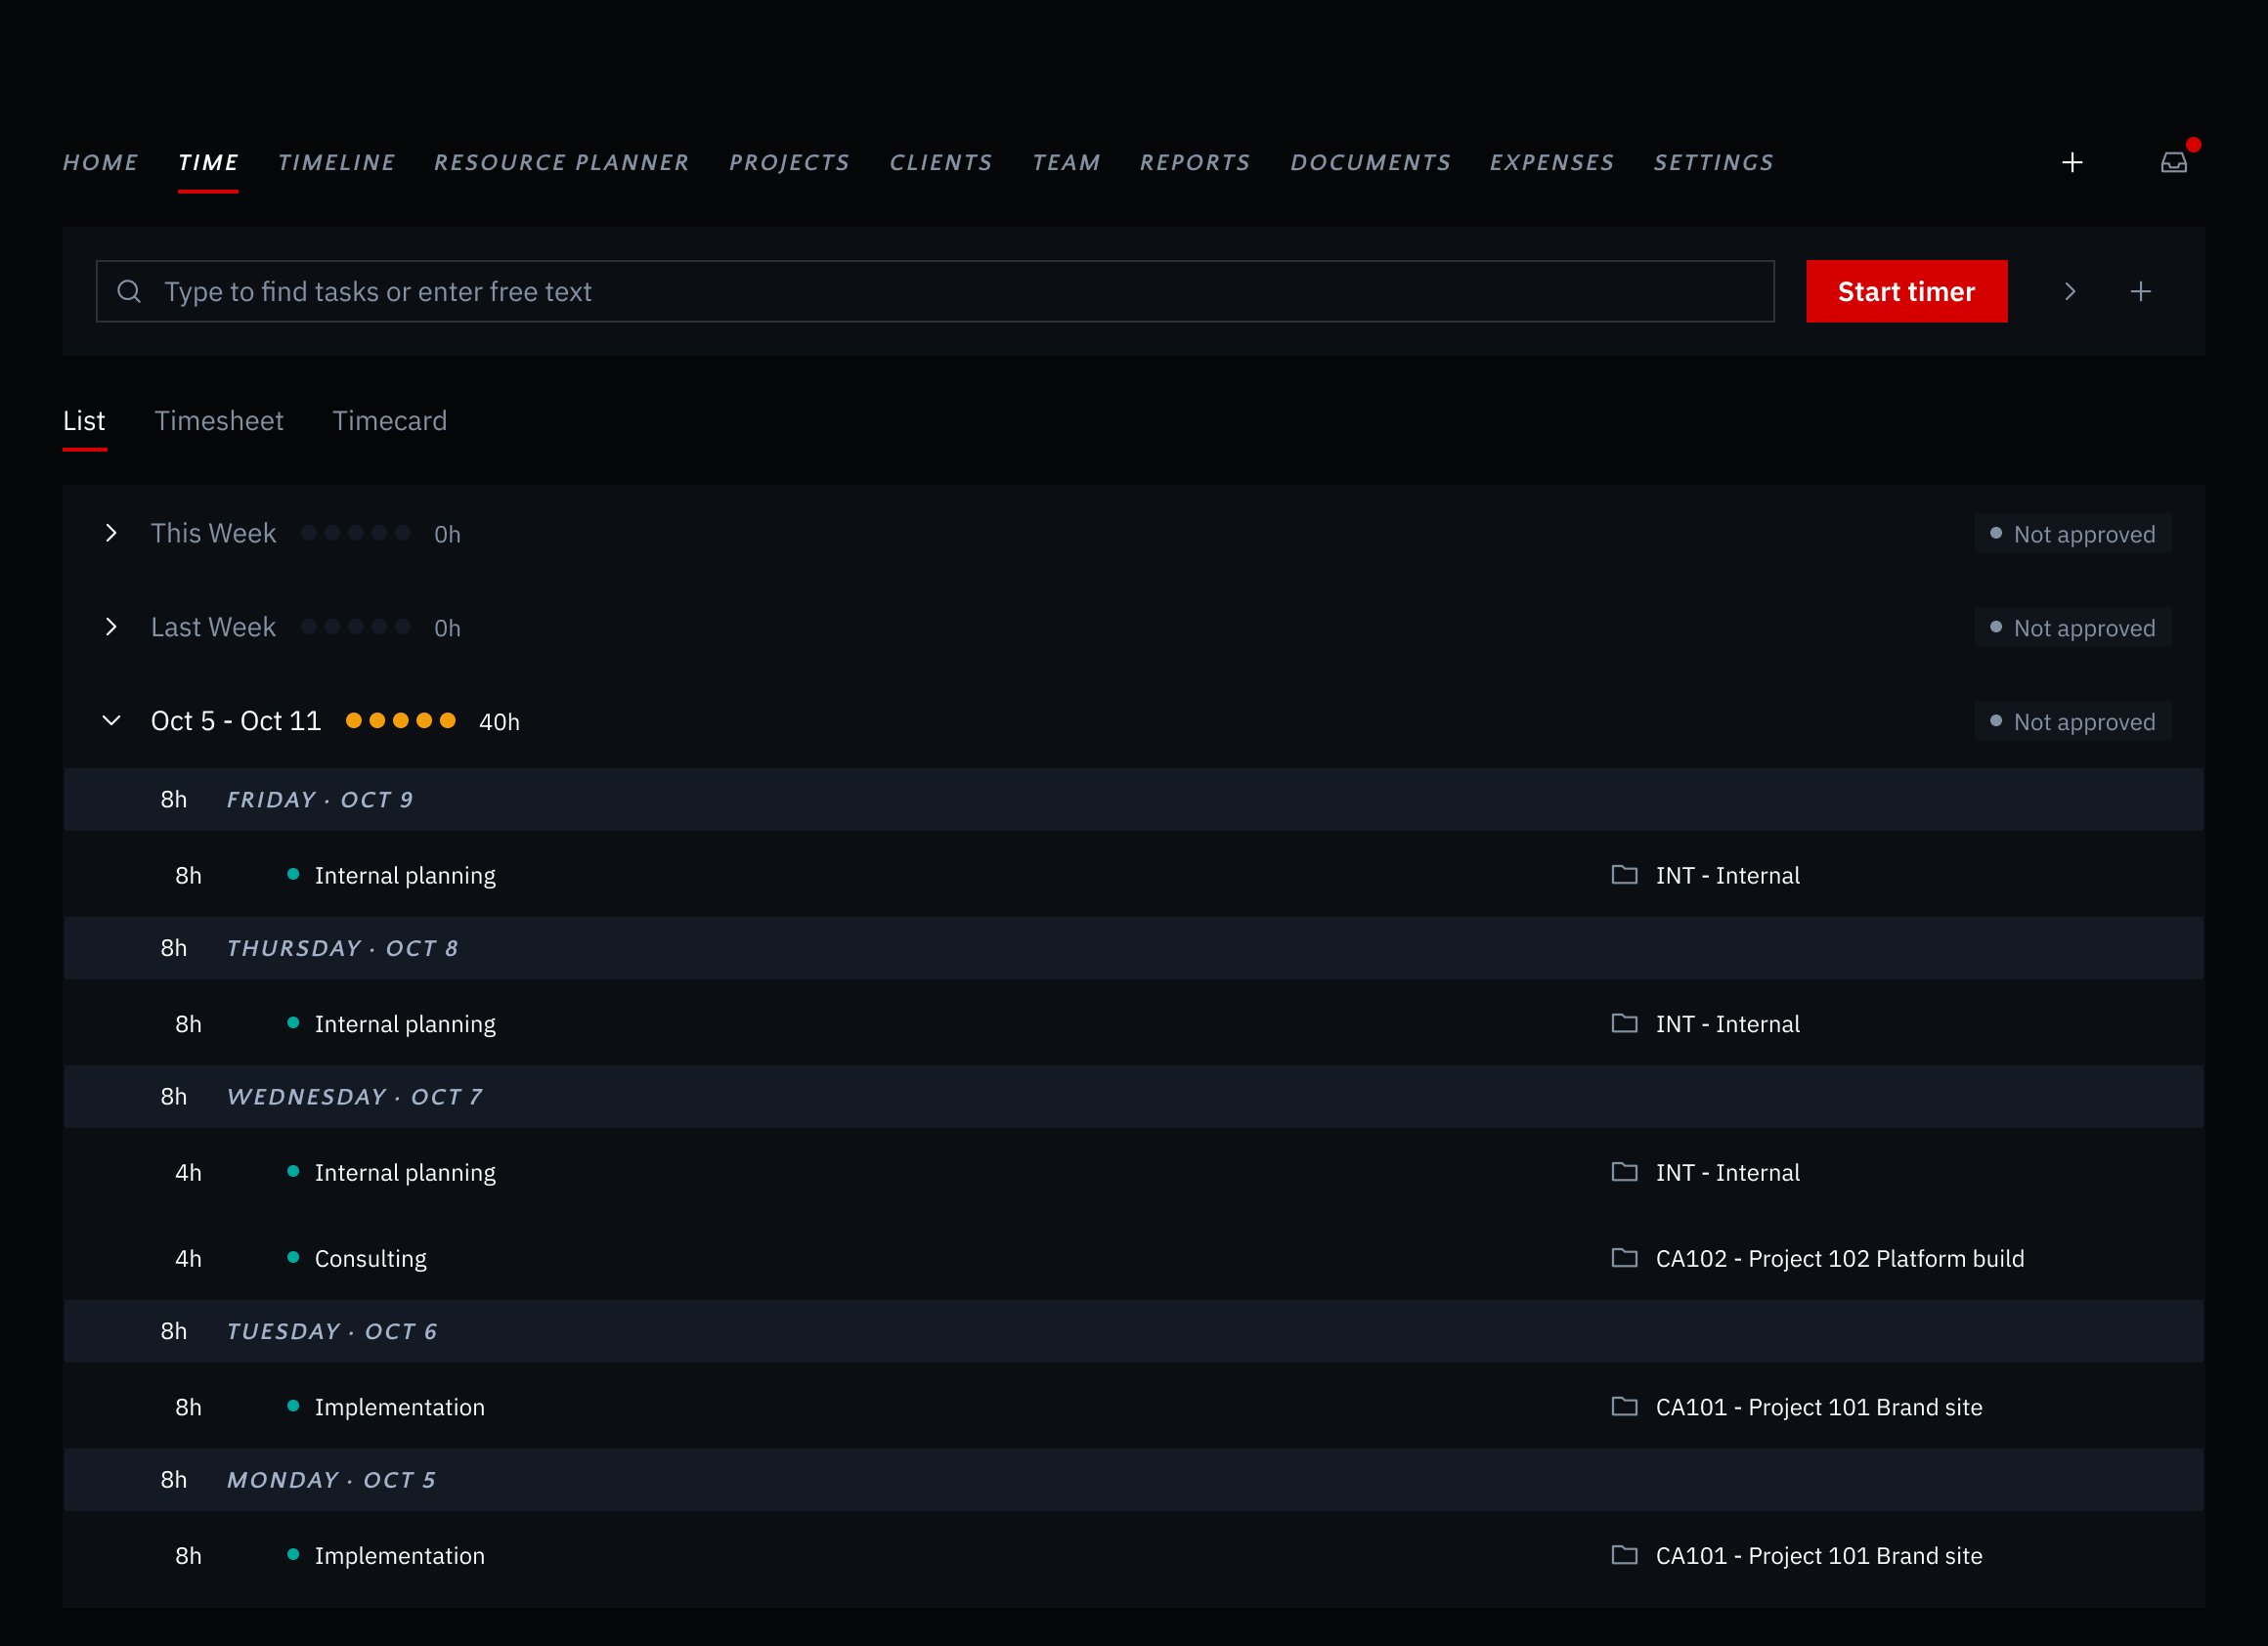 HOME TIME TIMELINE RESOURCE PLANNER PROJECTS CLIENTS TEAM REPORTS DOCUMENTS EXPENSES SETTINGS
Type to find tasks or enter free text Start timer
List Timesheet Timecard
This Week 0h Not approved
Last Week 0h Not approved
Oct 5 - Oct 11 40h Not approved
8h FRIDAY · OCT 9
8h Internal planning INT - Internal
8h THURSDAY · OCT 8
8h Internal planning INT - Internal
8h WEDNESDAY · OCT 7
4h Internal planning INT - Internal
4h Consulting CA102 - Project 102 Platform build
8h TUESDAY · OCT 6
8h Implementation CA101 - Project 101 Brand site
8h MONDAY · OCT 5
8h Implementation CA101 - Project 101 Brand site